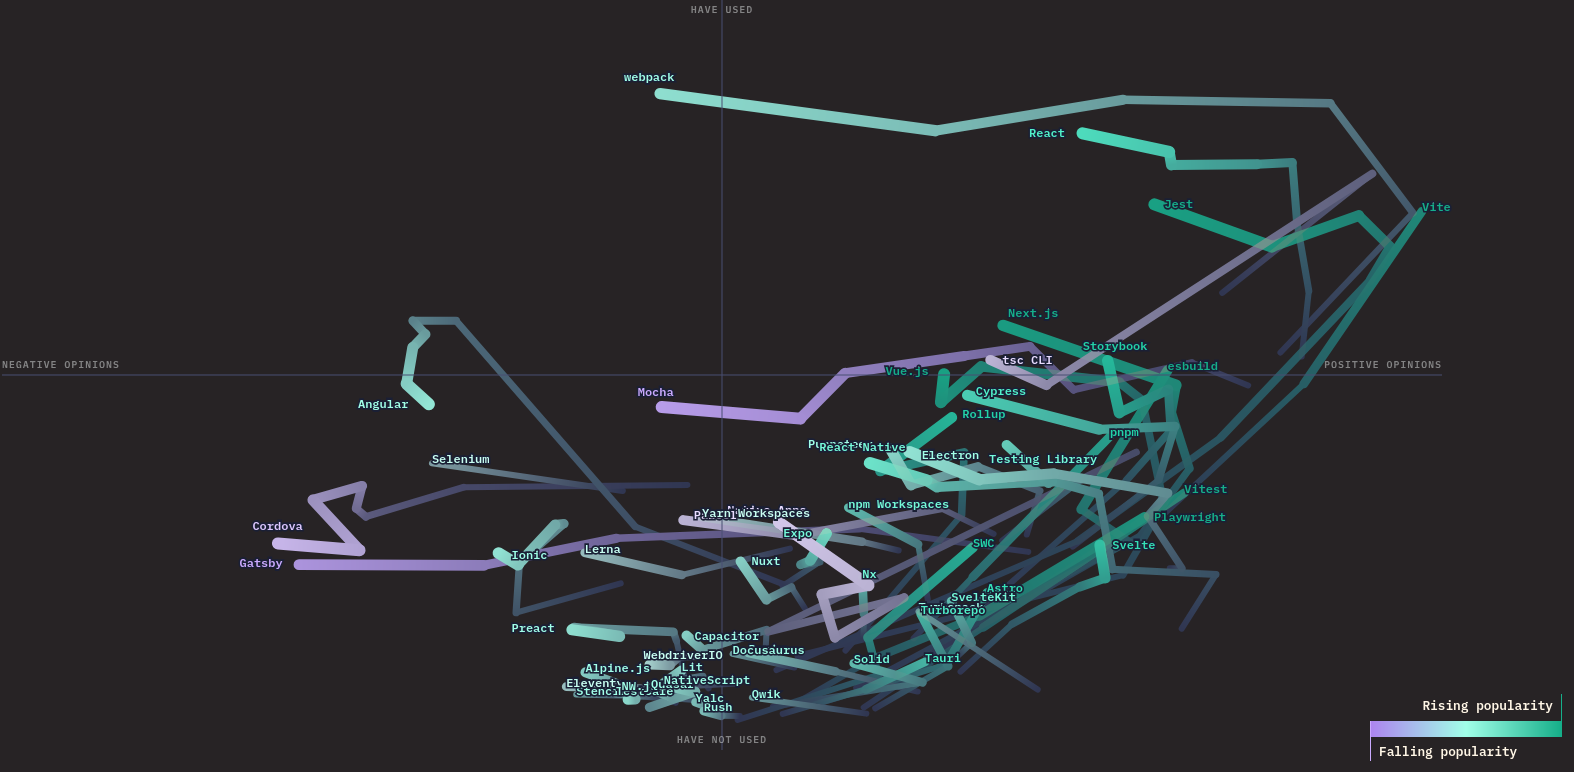 HAVE USED
webpack
React
Jest
Vite
Next.js
Storybook
tsc CLI
NEGATIVE OPINIONS
POSITIVE OPINIONS
esbuild
Vue.js
Mocha
Cypress
Angular
Rollup
pnpm
React Native
Electron
Testing Library
Selenium
Vitest
npm Workspaces
Yarn Workspaces
Playwright
Cordova
Expo
SWC
Svelte
Ionic
Lerna
Gatsby
Nuxt
Nx
Astro
SvelteKit
Turborepo
Preact
Capacitor
Docusaurus
WebdriverIO
Solid
Tauri
Alpine.js
Lit
NativeScript
Qwik
Yalc
Rush
HAVE NOT USED
Rising popularity
Falling popularity